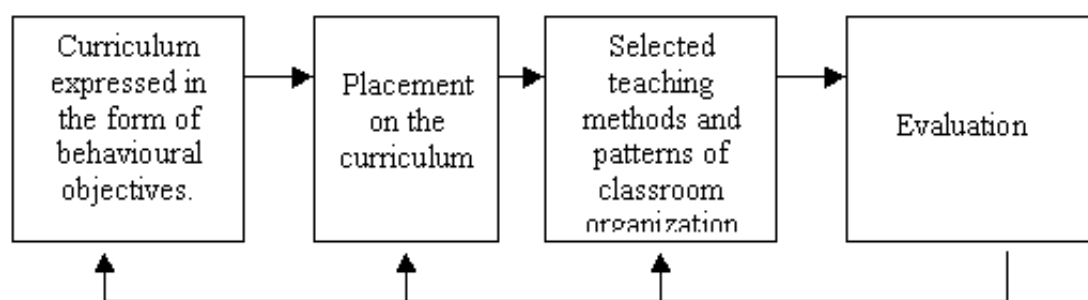 Curriculum
expressed in
the form of
behavioural
objectives.
Placement
on the
curriculum
Selected
teaching
methods and
patterns of
classroom
organization
Evaluation